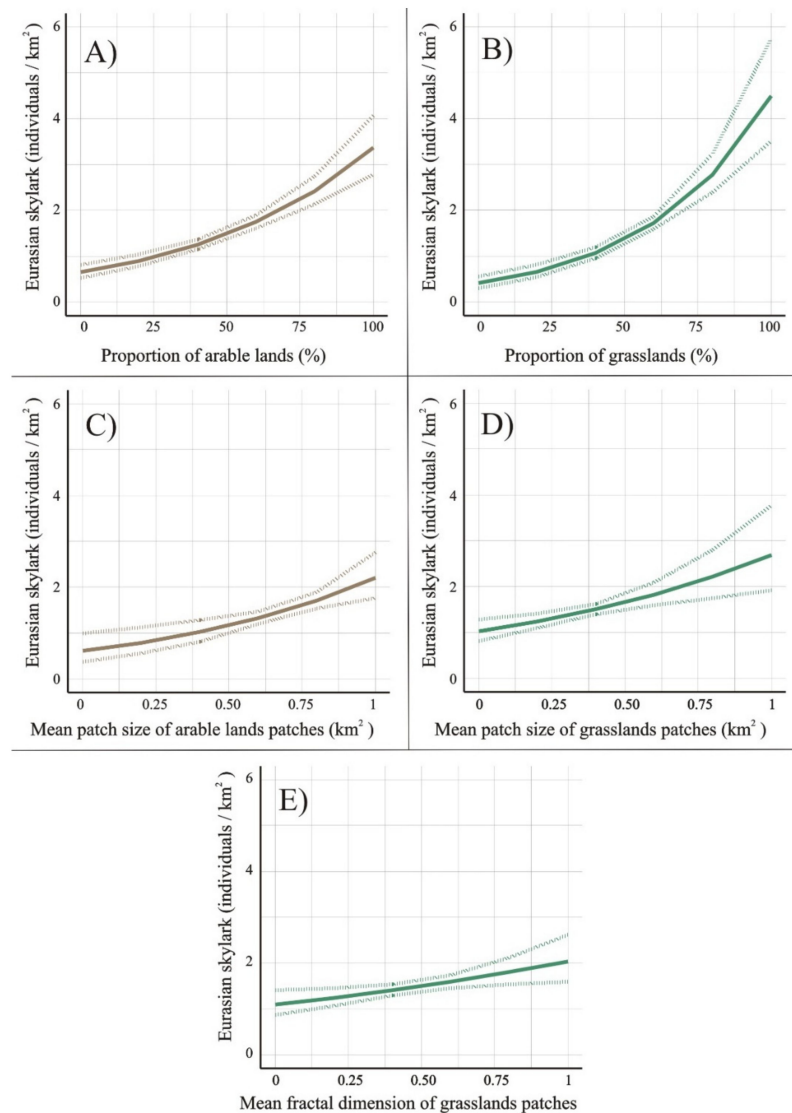 A)
Eurasian skylark (individuals / km²)
6
4
2
0
0 25 50 75 100
Proportion of arable lands (%)
B)
Eurasian skylark (individuals / km²)
6
4
2
0
0 25 50 75 100
Proportion of grasslands (%)
C)
Eurasian skylark (individuals / km²)
6
4
2
0
0 0.25 0.50 0.75 1
Mean patch size of arable lands patches (km²)
D)
Eurasian skylark (individuals / km²)
6
4
2
0
0 0.25 0.50 0.75 1
Mean patch size of grasslands patches (km²)
E)
Eurasian skylark (individuals / km²)
6
4
2
0
0 0.25 0.50 0.75 1
Mean fractal dimension of grasslands patches